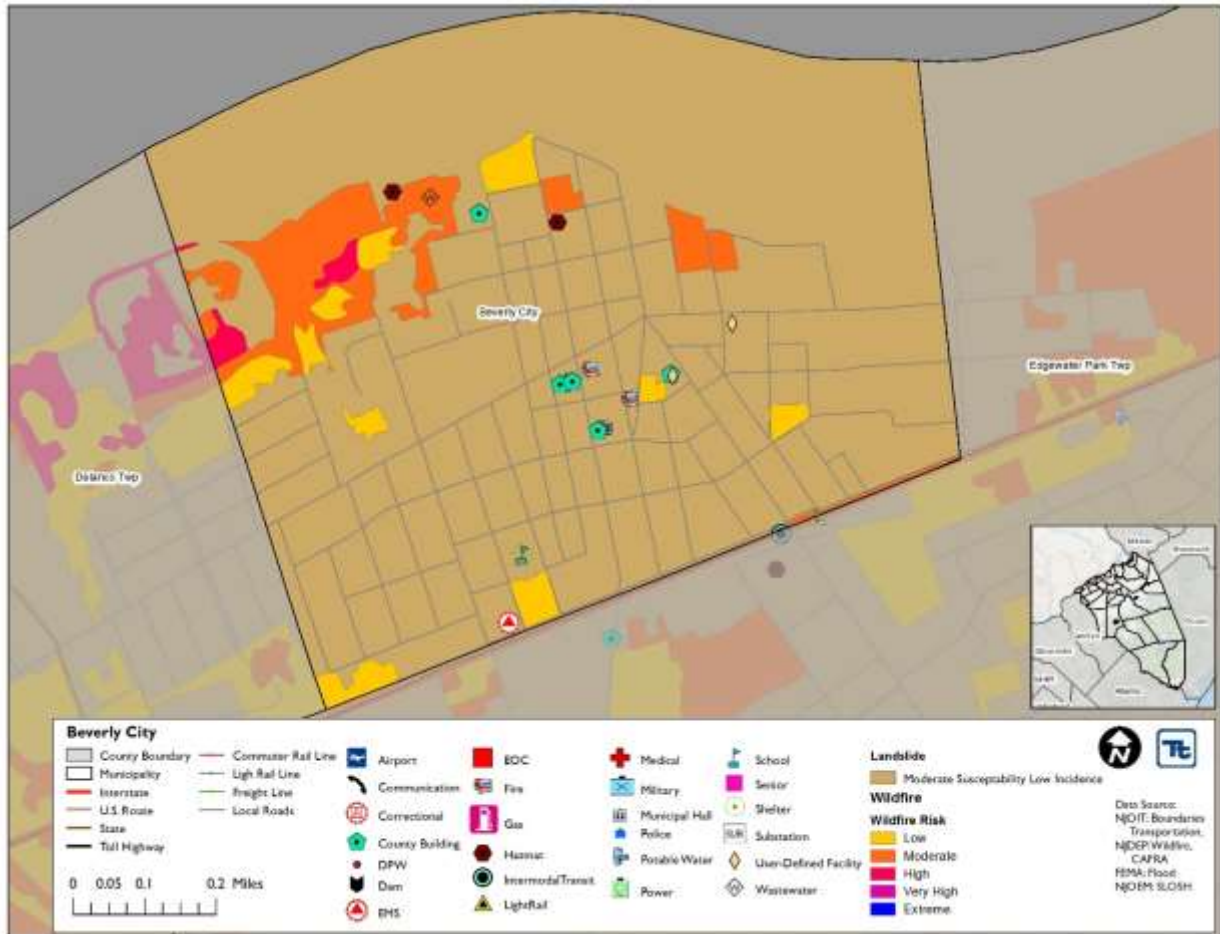 Beverly City
Edgewater Park Twp
Delanco Twp
Beverly City
County Boundary
Municipality
Interstate
U.S. Route
State
Toll Highway
Commuter Rail Line
Ligh Rail Line
Freight Line
Local Roads
0 0.05 0.1 0.2 Miles
Airport
Communication
Correctional
County Building
DPW
Dam
EMS
EOC
Fire
Gas
Hazmat
IntermodalTransit
LightRail
Medical
Military
Municipal Hall
Police
Potable Water
Power
School
Senior
Shelter
SUB Substation
User-Defined Facility
W Wastewater
Landslide
Moderate Susceptability Low Incidence
Wildfire
Wildfire Risk
Low
Moderate
High
Very High
Extreme
N
Tt
Data Source:
NJOIT: Boundaries
Transportation,
NJDEP: Wildfire,
CAFRA
FEMA: Flood
NJOEM: SLOSH